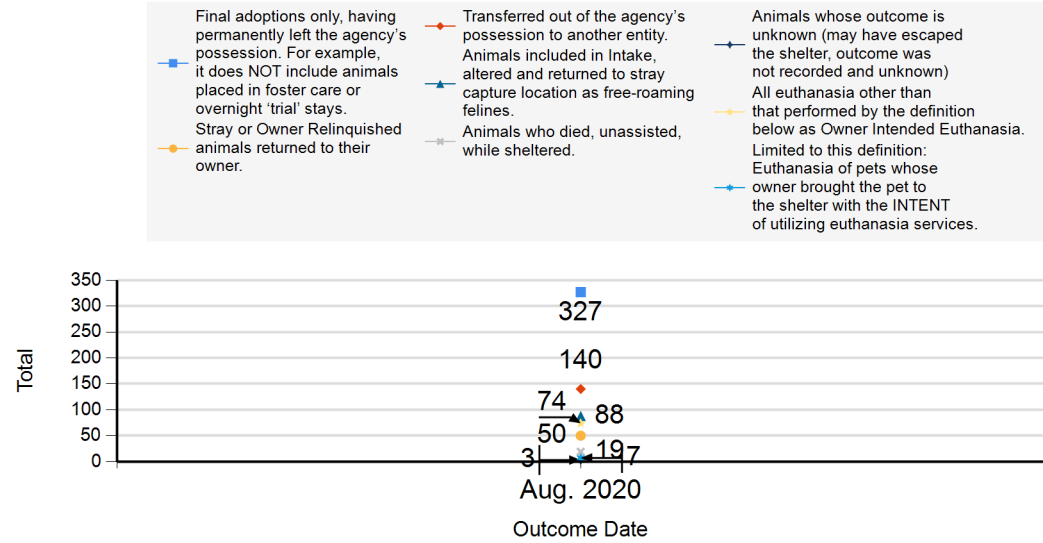 Final adoptions only, having
permanently left the agency’s
possession. For example,
it does NOT include animals
placed in foster care or
overnight ‘trial’ stays.
Stray or Owner Relinquished
animals returned to their
owner.
Transferred out of the agency’s
possession to another entity.
Animals included in Intake,
altered and returned to stray
capture location as free-roaming
felines.
Animals who died, unassisted,
while sheltered.
Animals whose outcome is
unknown (may have escaped
the shelter, outcome was
not recorded and unknown)
All euthanasia other than
that performed by the definition
below as Owner Intended Euthanasia.
Limited to this definition:
Euthanasia of pets whose
owner brought the pet to
the shelter with the INTENT
of utilizing euthanasia services.
350
300
250
200
150
100
50
0
Total
327
140
74
88
50
19
3
7
Aug. 2020
Outcome Date